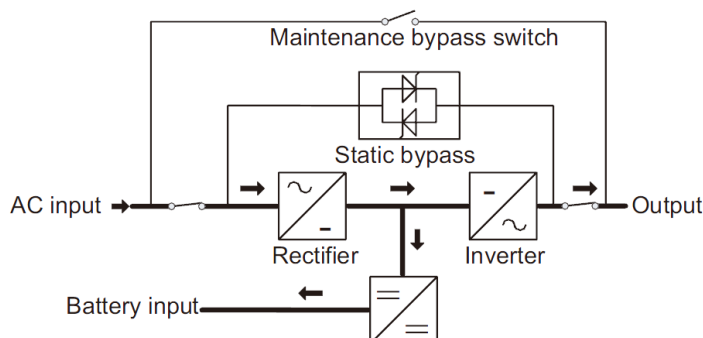 Maintenance bypass switch
Static bypass
AC input
Output
Rectifier
Inverter
Battery input